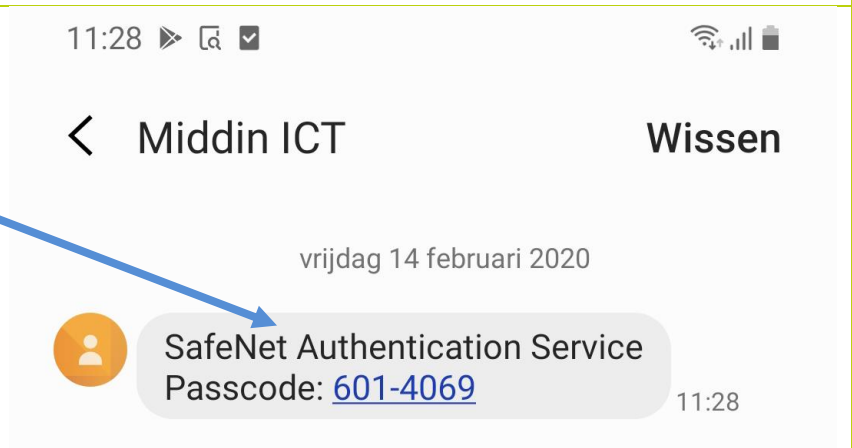 11:28
Middin ICT
Wissen
vrijdag 14 februari 2020
SafeNet Authentication Service
Passcode: 601-4069
11:28